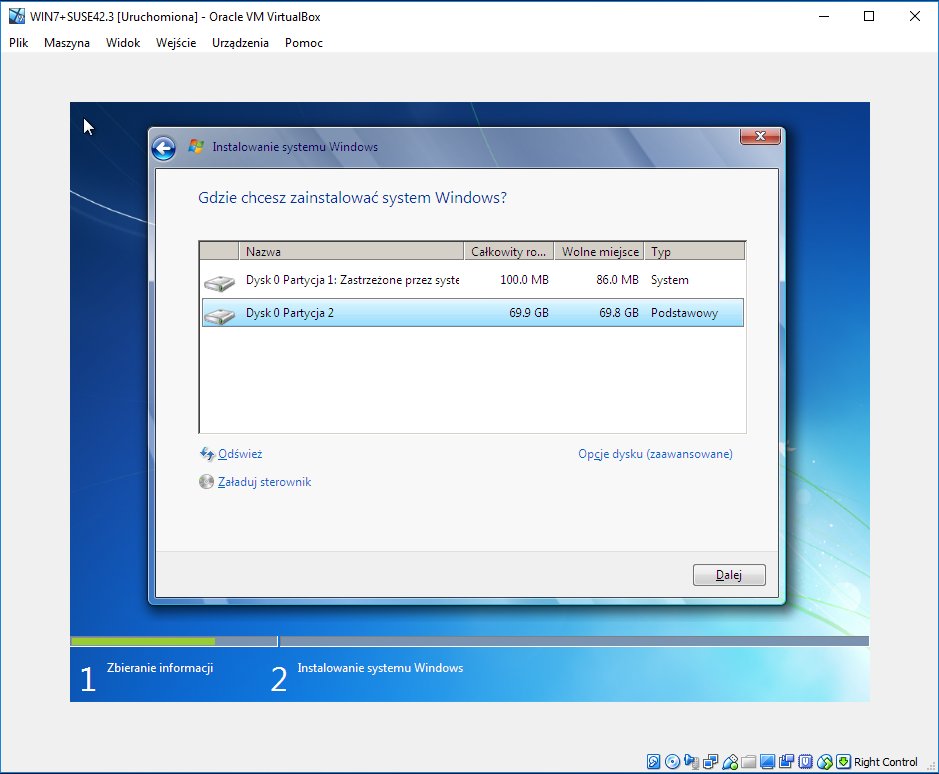 WIN7+SUSE42.3 [Uruchomiona] - Oracle VM VirtualBox
Plik Maszyna Widok Wejście Urządzenia Pomoc
Instalowanie systemu Windows
Gdzie chcesz zainstalować system Windows?
Nazwa Całkowity ro... Wolne miejsce Typ
Dysk 0 Partycja 1: Zastrzeżone przez syste 100.0 MB 86.0 MB System
Dysk 0 Partycja 2 69.9 GB 69.8 GB Podstawowy
Odśwież Opcje dysku (zaawansowane)
Załaduj sterownik
Dalej
1 Zbieranie informacji 2 Instalowanie systemu Windows
Right Control